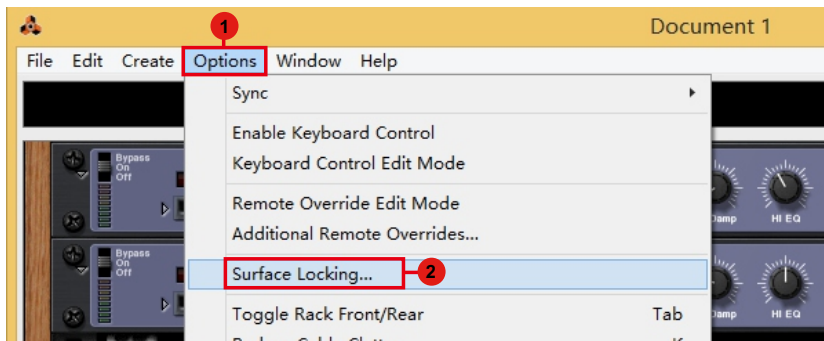 1
Document 1
File Edit Create Options Window Help
Sync
Enable Keyboard Control
Keyboard Control Edit Mode
Remote Override Edit Mode
Additional Remote Overrides...
Surface Locking... 2
Toggle Rack Front/Rear Tab
Bypass
On
Off
HI EQ
Bypass
On
Off
HI EQ